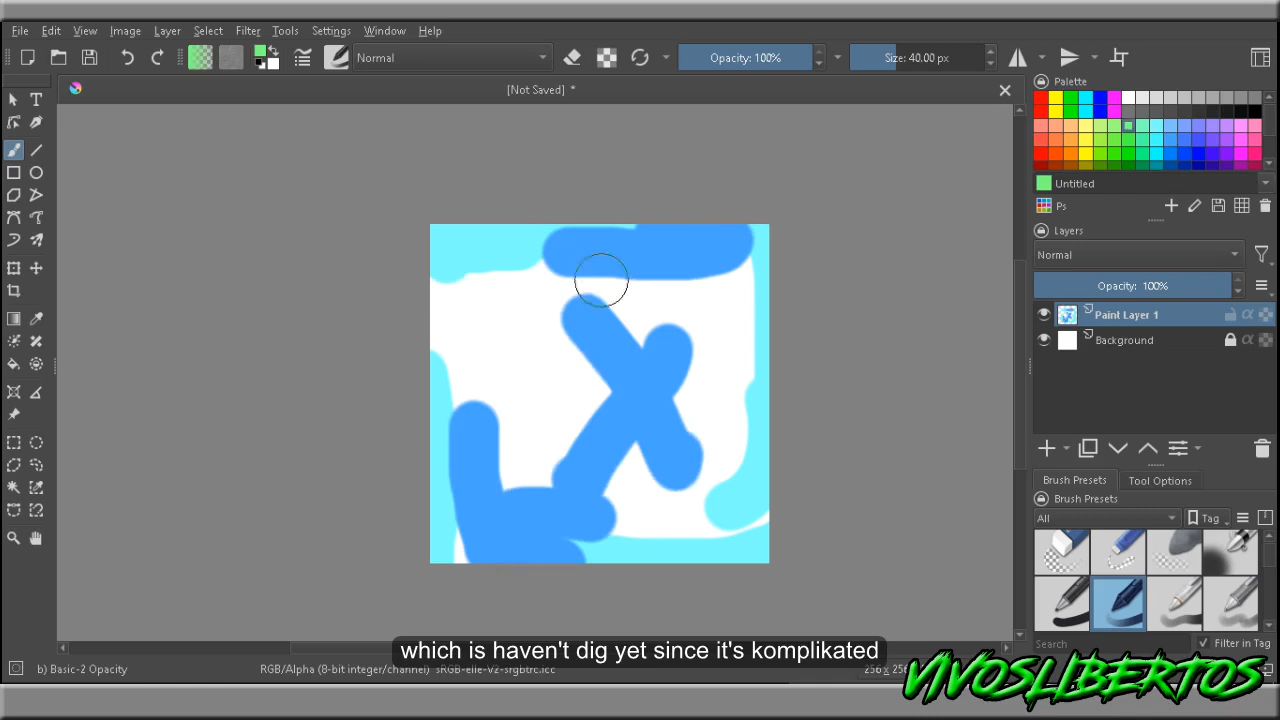 File Edit View Image Layer Select Filter Tools Settings Window Help
Normal Opacity: 100% Size: 40.00 px
[Not Saved] *
Palette
Untitled
Ps
Layers
Normal
Opacity: 100%
Paint Layer 1
Background
Brush Presets Tool Options
Brush Presets
All Tag
Search Filter in Tag
which is haven't dig yet since it's komplikated
b) Basic-2 Opacity RGB/Alpha (8-bit integer/channel) sRGB-elle-V2-srgbtrc.icc
VIVOSLIBERTOS